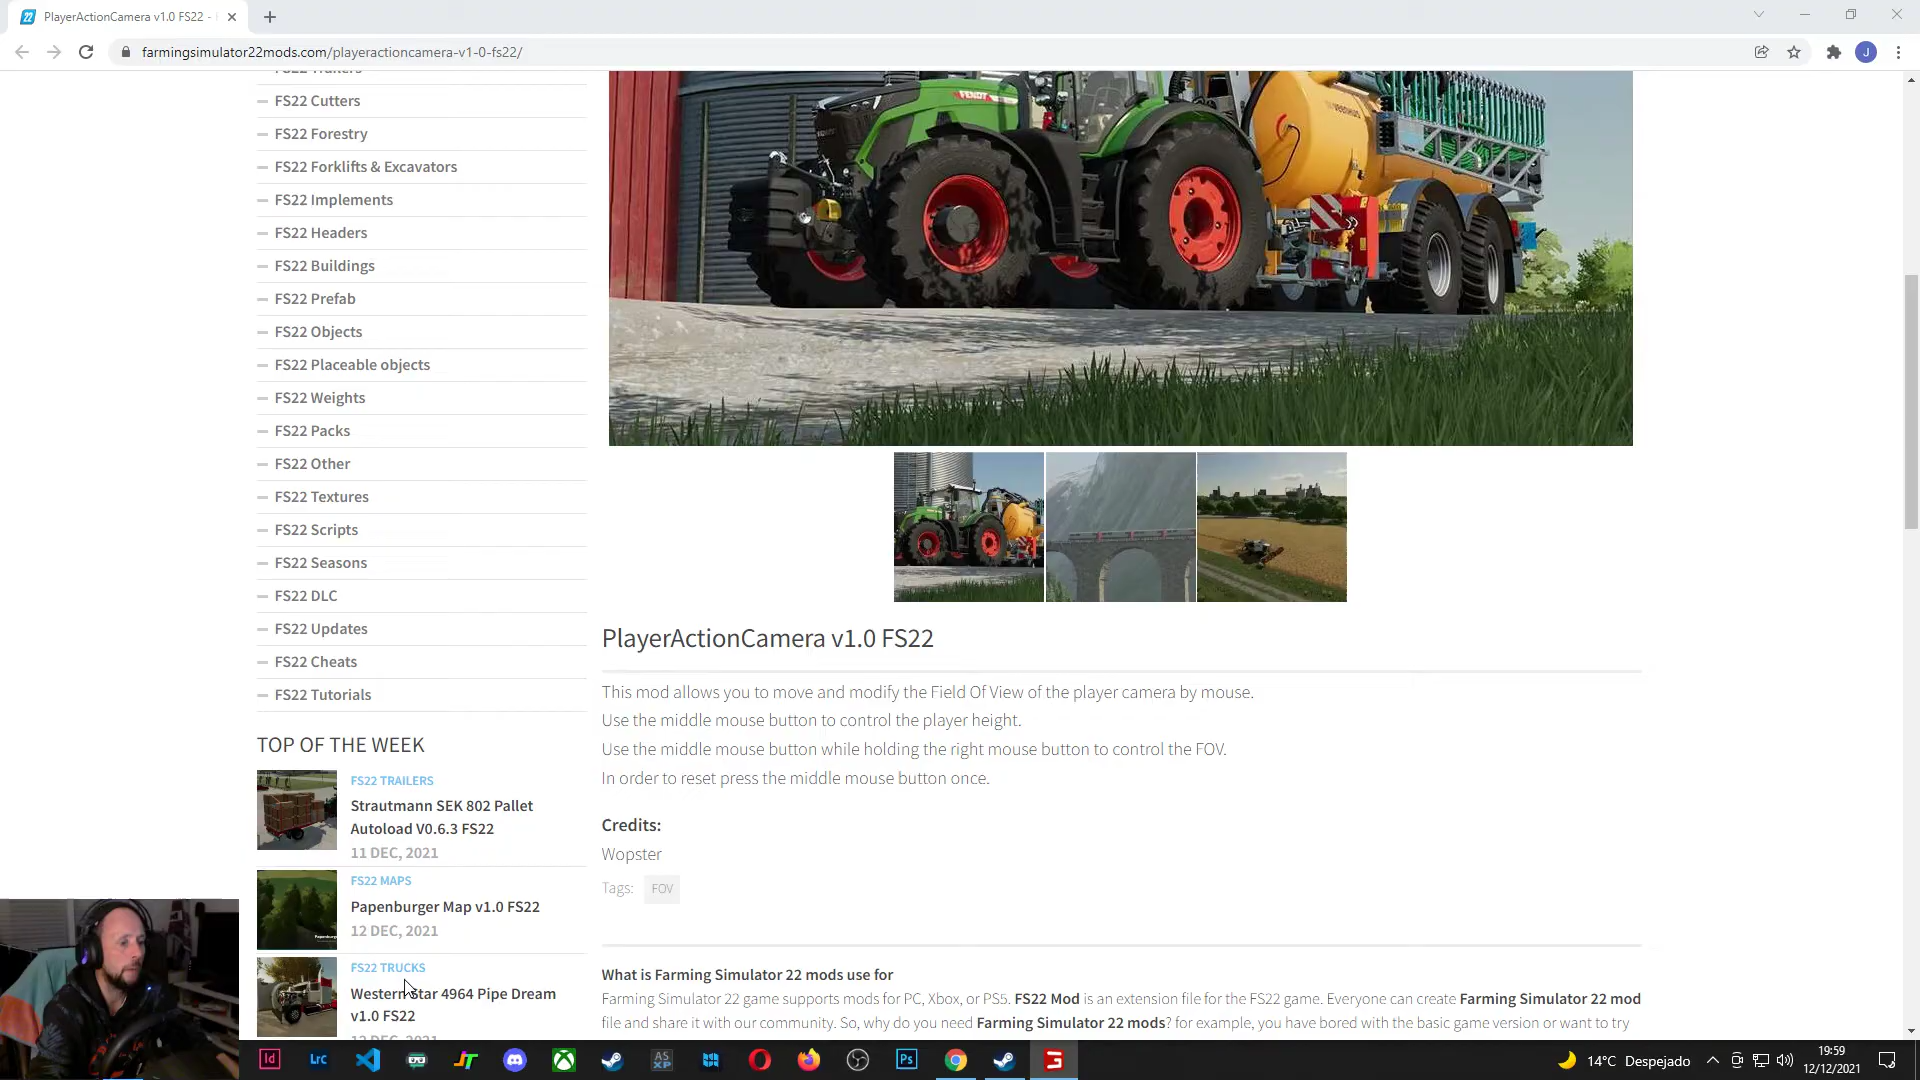 PlayerActionCamera v1.0 FS22 -
farmingsimulator22mods.com/playeractioncamera-v1-0-fs22/
J
FS22 Trailers
FS22 Cutters
FS22 Forestry
FS22 Forklifts & Excavators
FS22 Implements
FS22 Headers
FS22 Buildings
FS22 Prefab
FS22 Objects
FS22 Placeable objects
FS22 Weights
FS22 Packs
FS22 Other
FS22 Textures
FS22 Scripts
FS22 Seasons
FS22 DLC
FS22 Updates
FS22 Cheats
FS22 Tutorials
TOP OF THE WEEK
FS22 TRAILERS
Strautmann SEK 802 Pallet
Autoload V0.6.3 FS22
11 DEC, 2021
FS22 MAPS
Papenburger Map v1.0 FS22
12 DEC, 2021
FS22 TRUCKS
Western Star 4964 Pipe Dream
v1.0 FS22
FENDT
PlayerActionCamera v1.0 FS22
This mod allows you to move and modify the Field Of View of the player camera by mouse.
Use the middle mouse button to control the player height.
Use the middle mouse button while holding the right mouse button to control the FOV.
In order to reset press the middle mouse button once.
Credits:
Wopster
Tags: FOV
What is Farming Simulator 22 mods use for
Farming Simulator 22 game supports mods for PC, Xbox, or PS5. FS22 Mod is an extension file for the FS22 game. Everyone can create Farming Simulator 22 mod
file and share it with our community. So, why do you need Farming Simulator 22 mods? for example, you have bored with the basic game version or want to try
Id
Lrc
AS
XP
Ps
14°C Despejado
19:59
12/12/2021